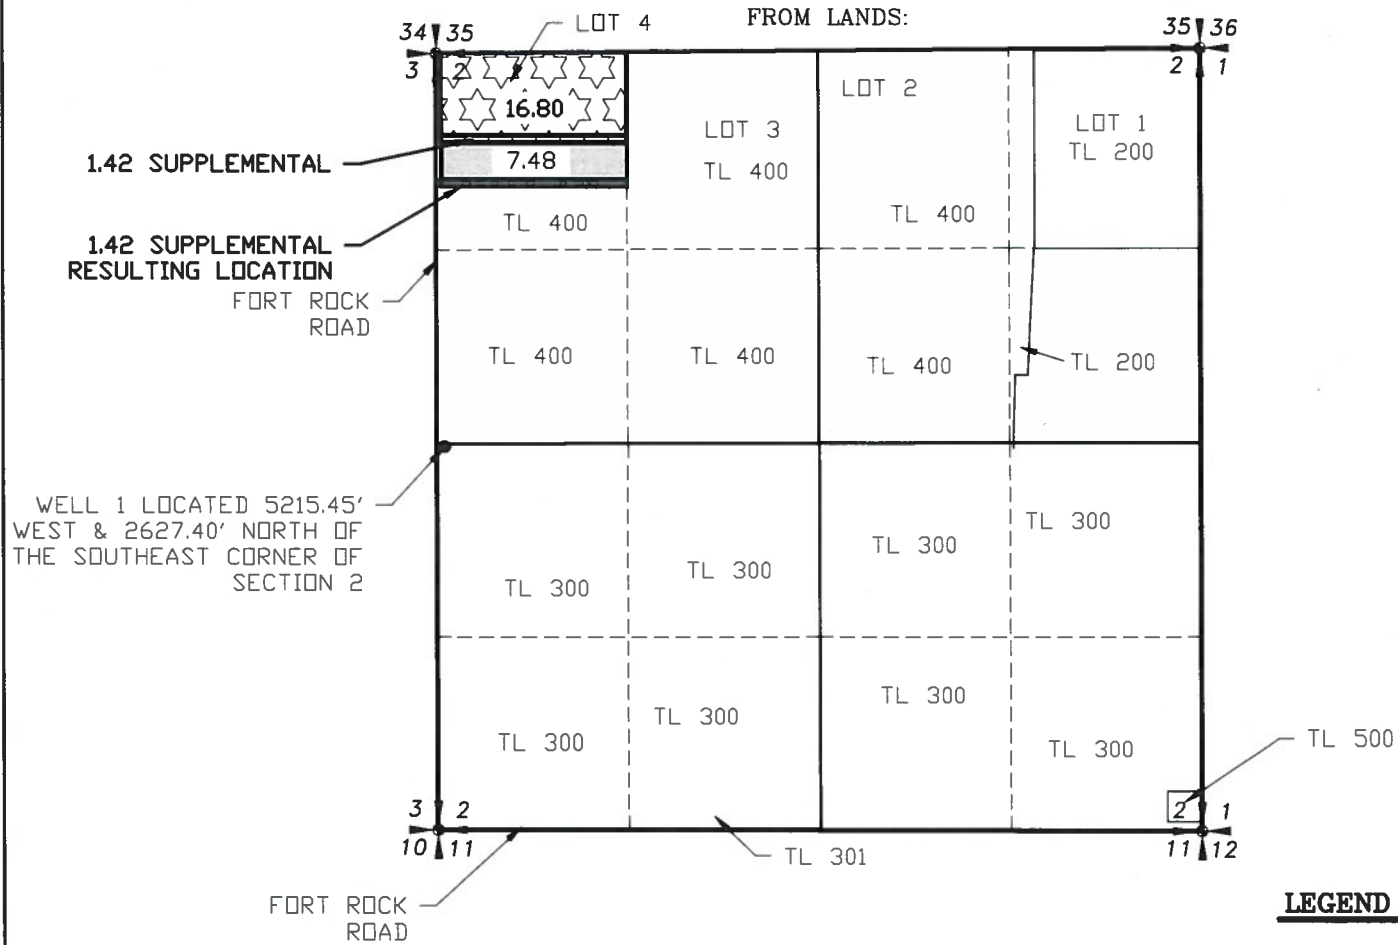 FROM LANDS:
LOT 4
34 35
35 36
3 2
2 1
LOT 2
16.80
LOT 3
TL 400
LOT 1
TL 200
1.42 SUPPLEMENTAL
7.48
TL 400
TL 400
1.42 SUPPLEMENTAL
RESULTING LOCATION
FORT ROCK
ROAD
TL 400
TL 400
TL 400
TL 200
WELL 1 LOCATED 5215.45'
WEST & 2627.40' NORTH OF
THE SOUTHEAST CORNER OF
SECTION 2
TL 300
TL 300
TL 300
TL 300
TL 300
TL 300
TL 300
TL 300
TL 500
3 2
2 1
10 11
11 12
TL 301
FORT ROCK
ROAD
LEGEND